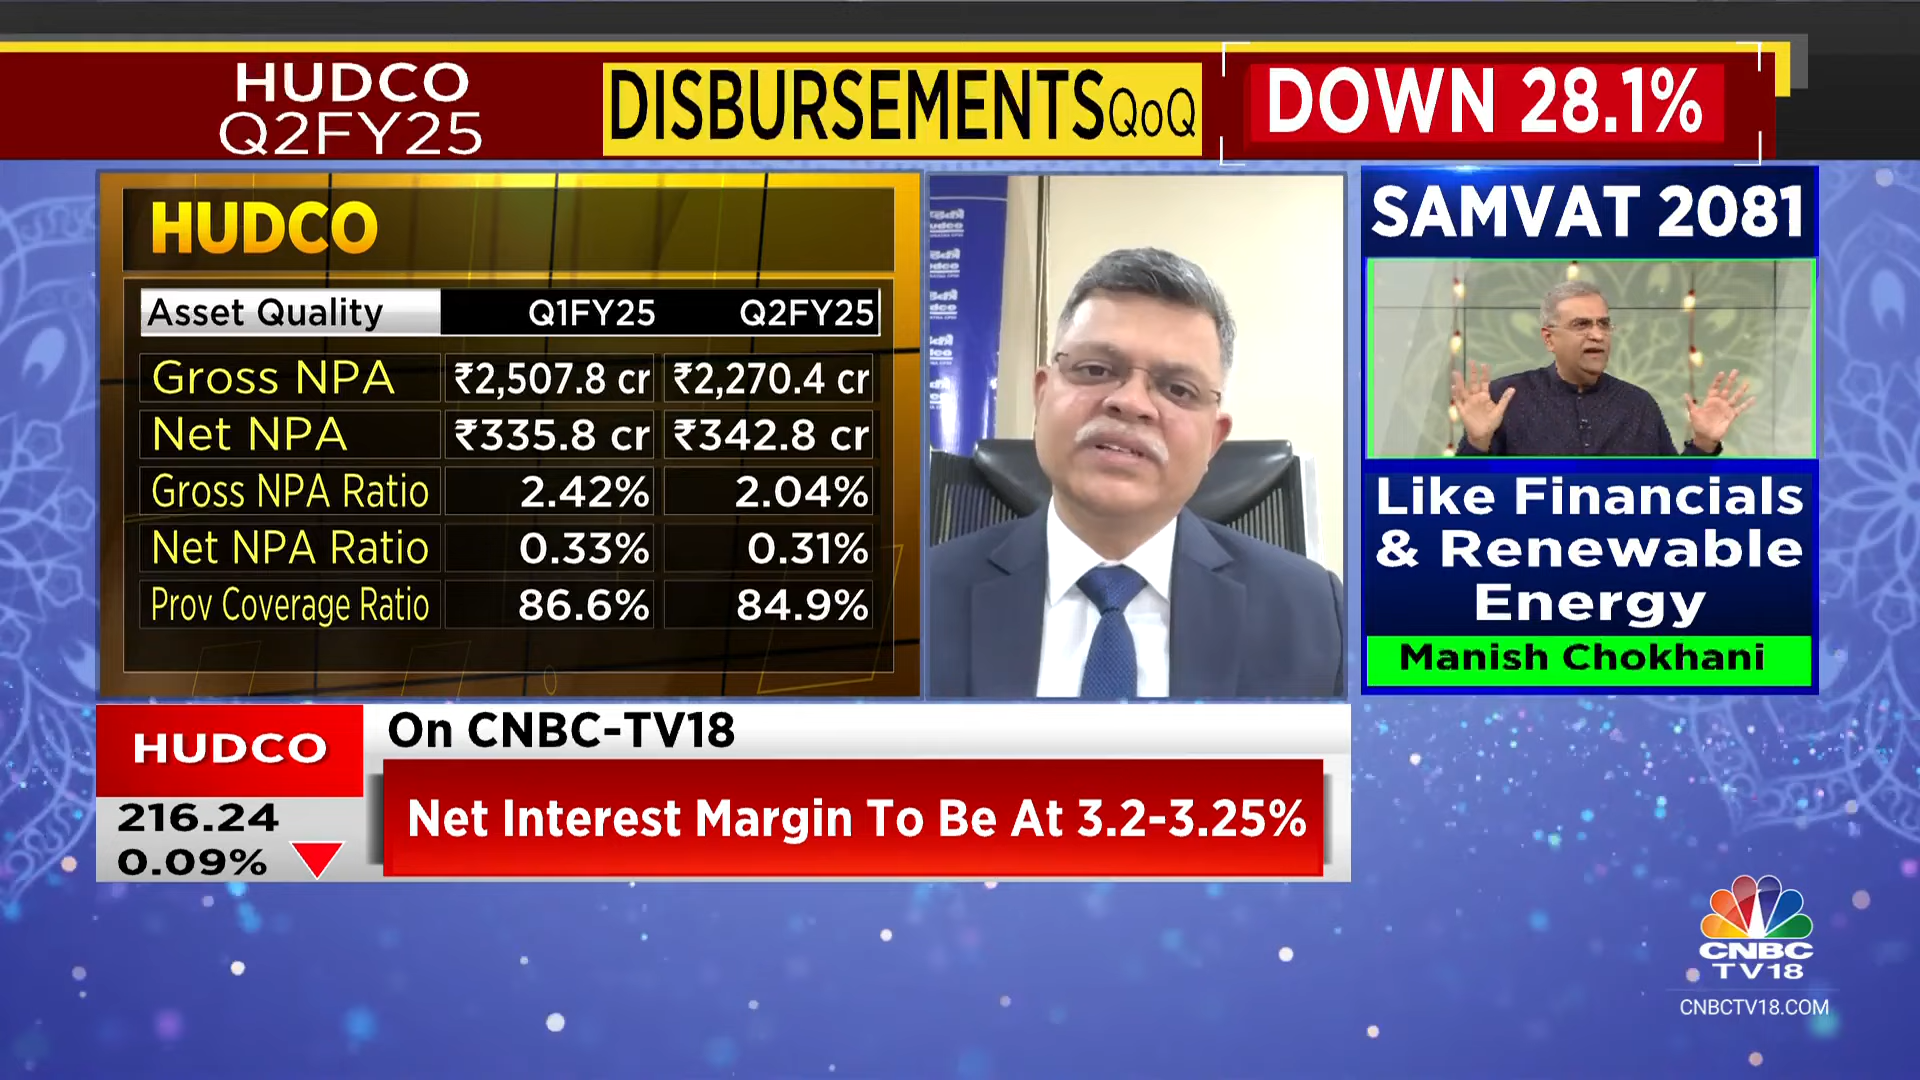 HUDCO
Q2FY25
DISBURSEMENTS QoQ
DOWN 28.1%
HUDCO
Asset Quality Q1FY25 Q2FY25
Gross NPA ₹2,507.8 cr ₹2,270.4 cr
Net NPA ₹335.8 cr ₹342.8 cr
Gross NPA Ratio 2.42% 2.04%
Net NPA Ratio 0.33% 0.31%
Prov Coverage Ratio 86.6% 84.9%
SAMVAT 2081
Like Financials
& Renewable
Energy
Manish Chokhani
HUDCO
216.24
0.09%
On CNBC-TV18
Net Interest Margin To Be At 3.2-3.25%
CNBC
TV18
CNBCTV18.COM